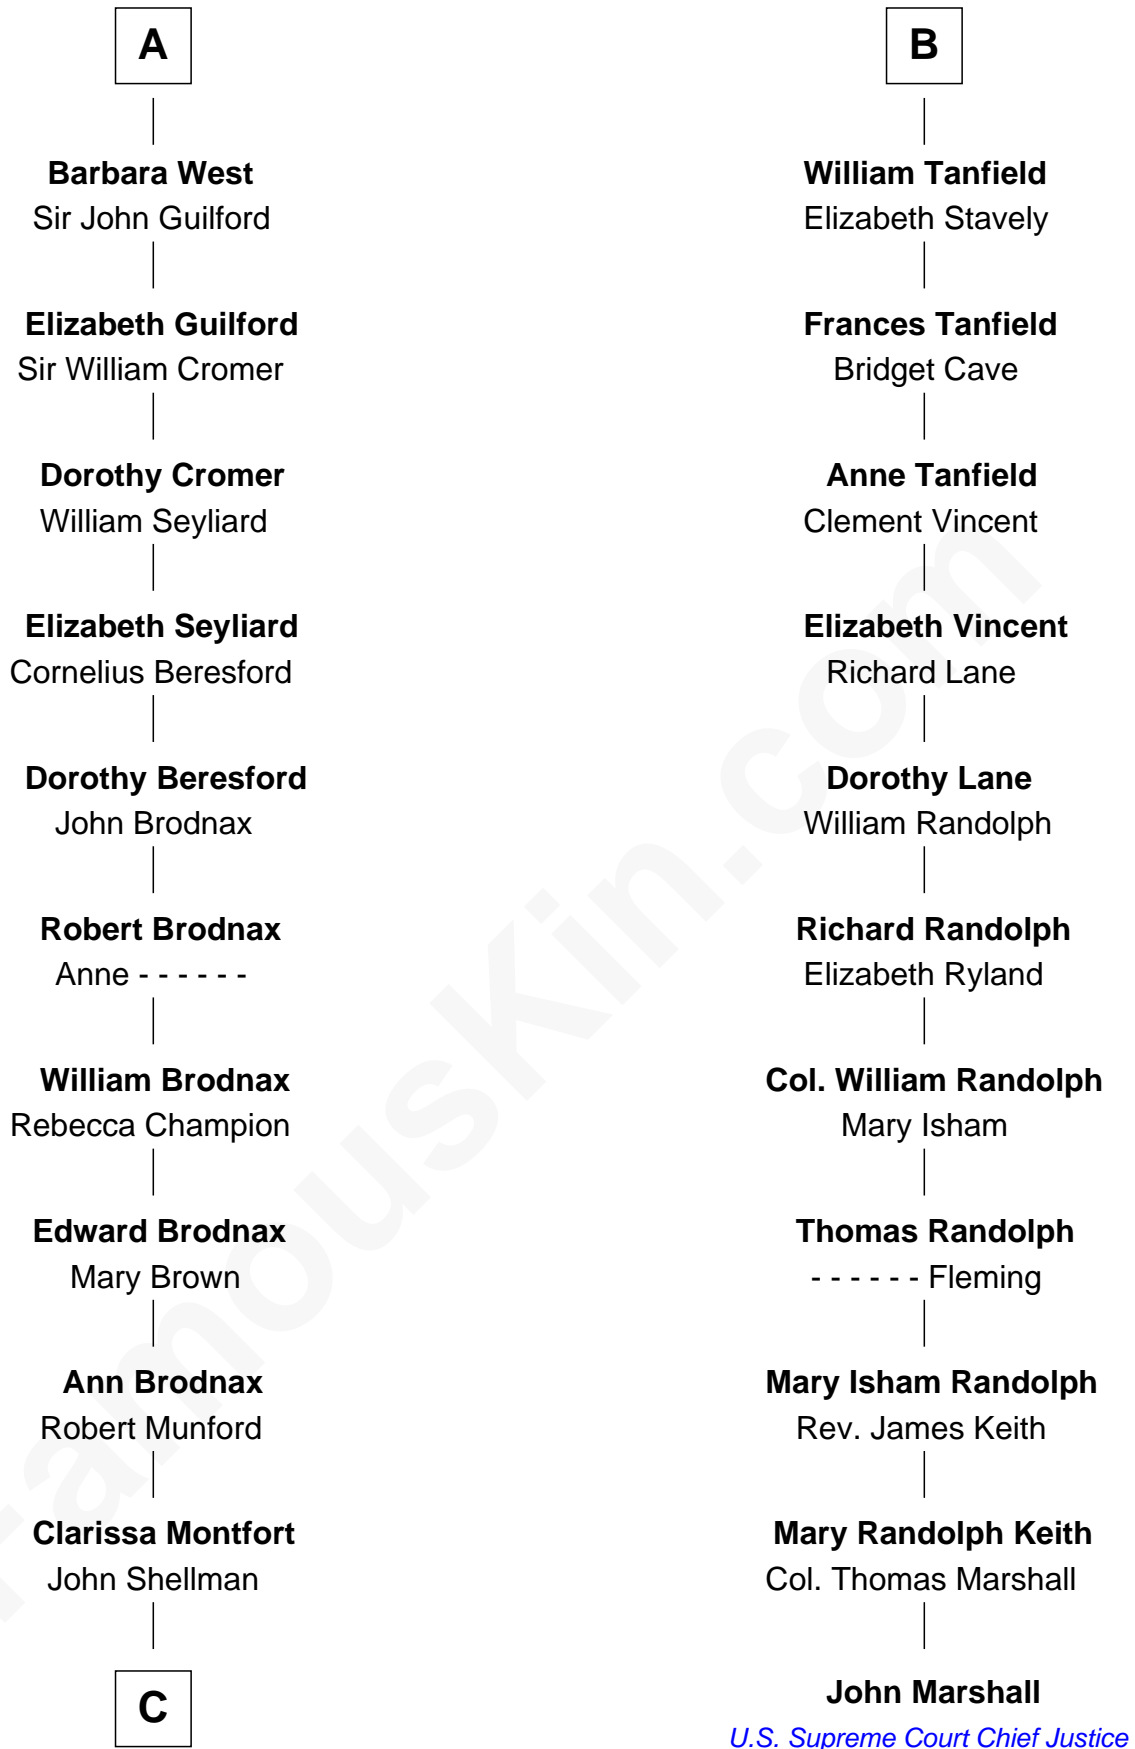 A
Barbara West
Sir John Guilford
Elizabeth Guilford
Sir William Cromer
Dorothy Cromer
William Seyliard
Elizabeth Seyliard
Cornelius Beresford
Dorothy Beresford
John Brodnax
Robert Brodnax
Anne - - - - - -
William Brodnax
Rebecca Champion
Edward Brodnax
Mary Brown
Ann Brodnax
Robert Munford
Clarissa Montfort
John Shellman
C
B
William Tanfield
Elizabeth Stavely
Frances Tanfield
Bridget Cave
Anne Tanfield
Clement Vincent
Elizabeth Vincent
Richard Lane
Dorothy Lane
William Randolph
Richard Randolph
Elizabeth Ryland
Col. William Randolph
Mary Isham
Thomas Randolph
- - - - - - Fleming
Mary Isham Randolph
Rev. James Keith
Mary Randolph Keith
Col. Thomas Marshall
John Marshall
U.S. Supreme Court Chief Justice
FamousKin.com